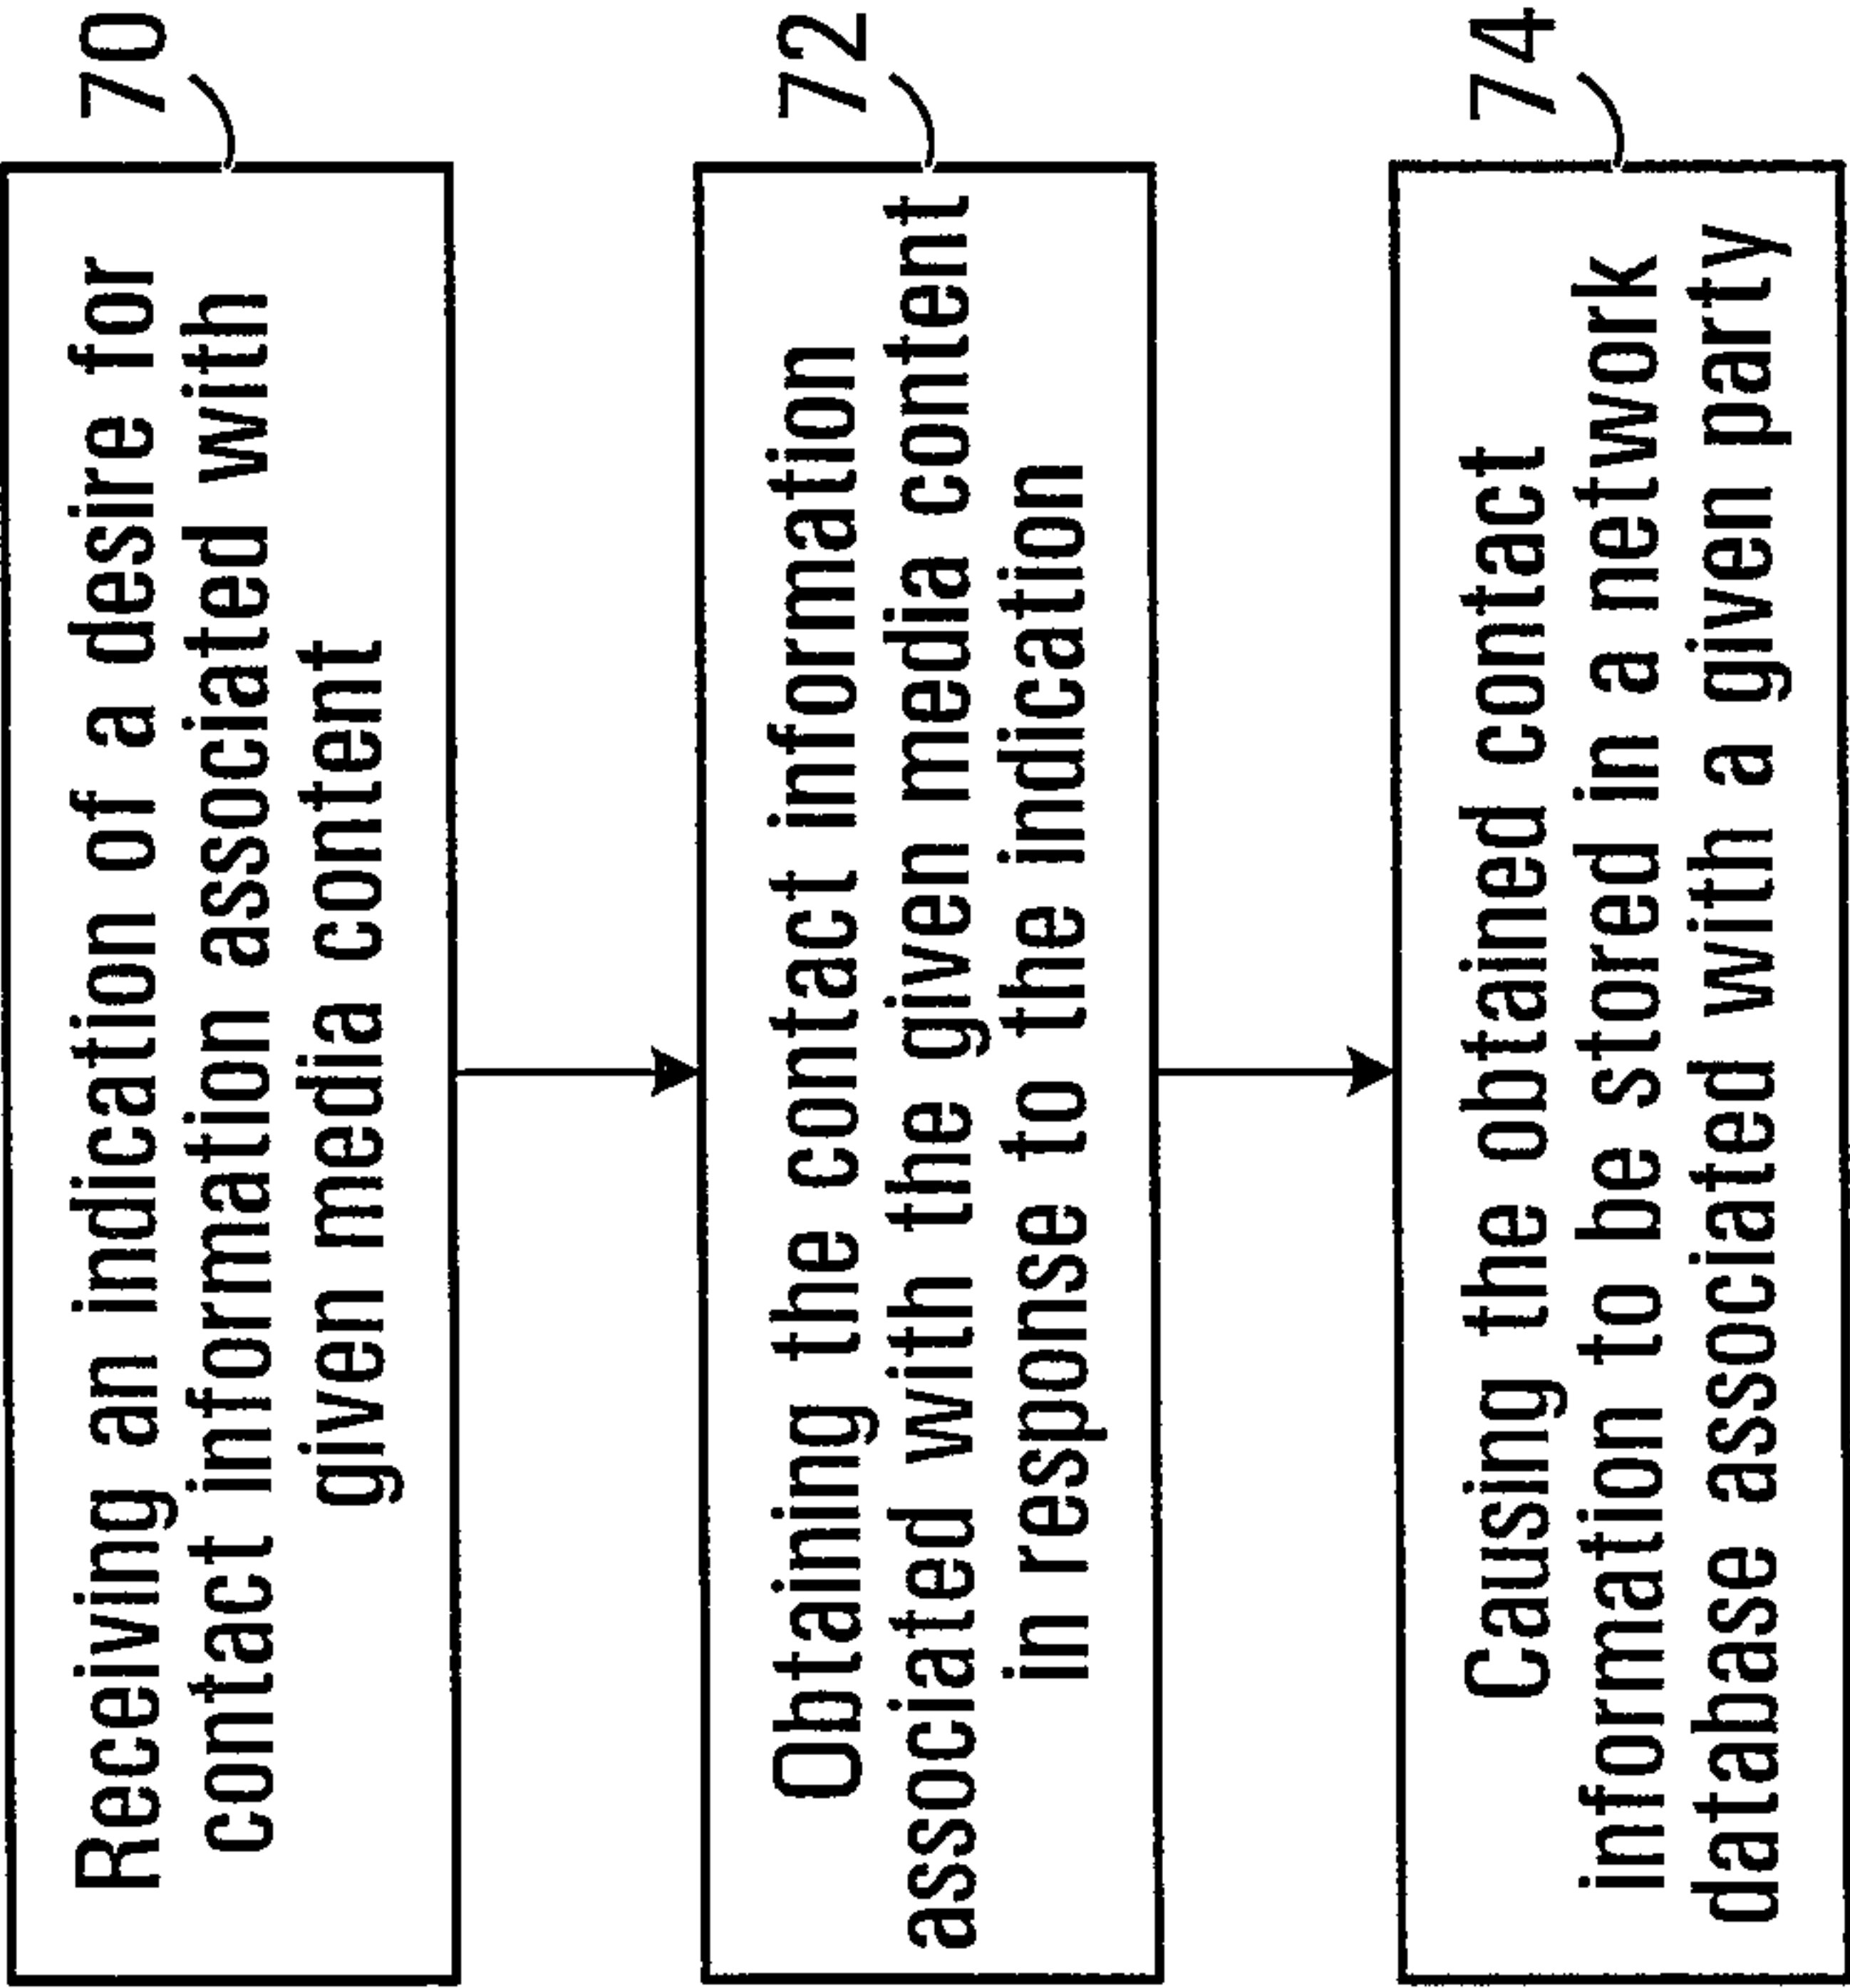 70
Receiving an indication of a desire for
contact information associated with
given media content
72
Obtaining the contact information
associated with the given media content
in response to the indication
74
Causing the obtained contact
information to be stored in a network
database associated with a given party